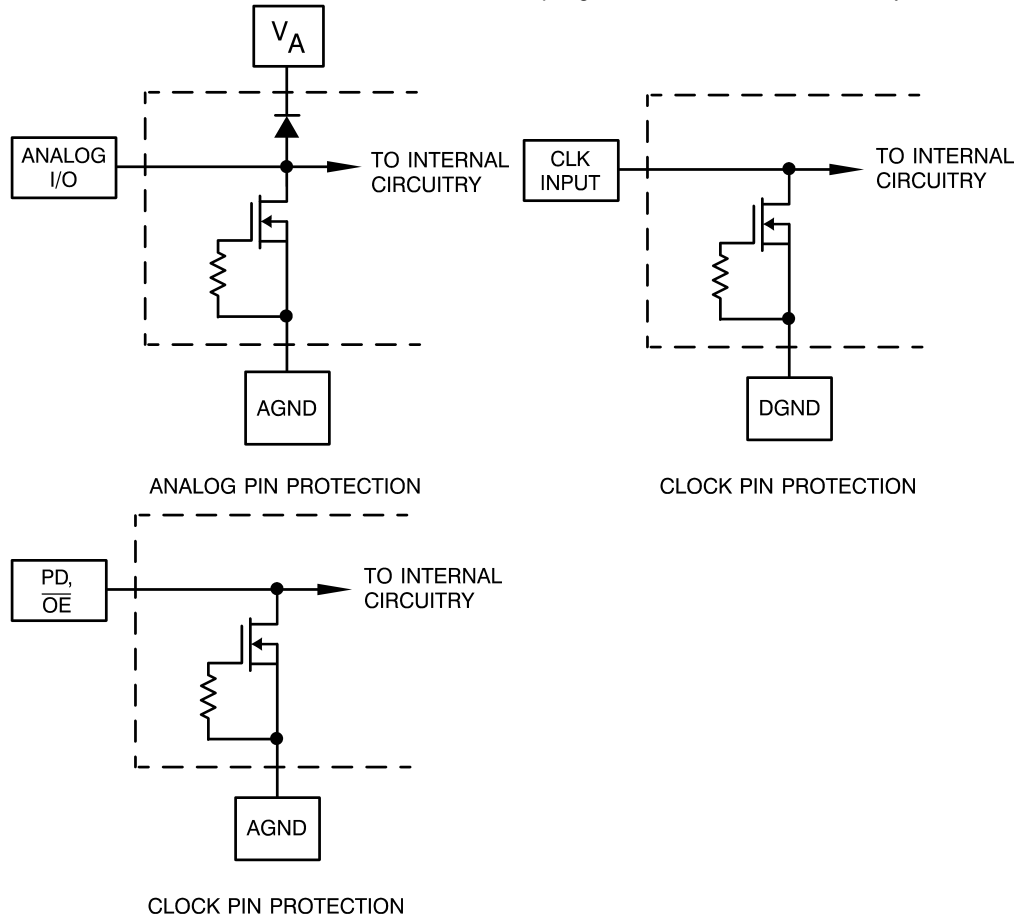 VA
ANALOG
I/O
TO INTERNAL
CIRCUITRY
AGND
ANALOG PIN PROTECTION
CLK
INPUT
TO INTERNAL
CIRCUITRY
DGND
CLOCK PIN PROTECTION
PD,
OE
TO INTERNAL
CIRCUITRY
AGND
CLOCK PIN PROTECTION